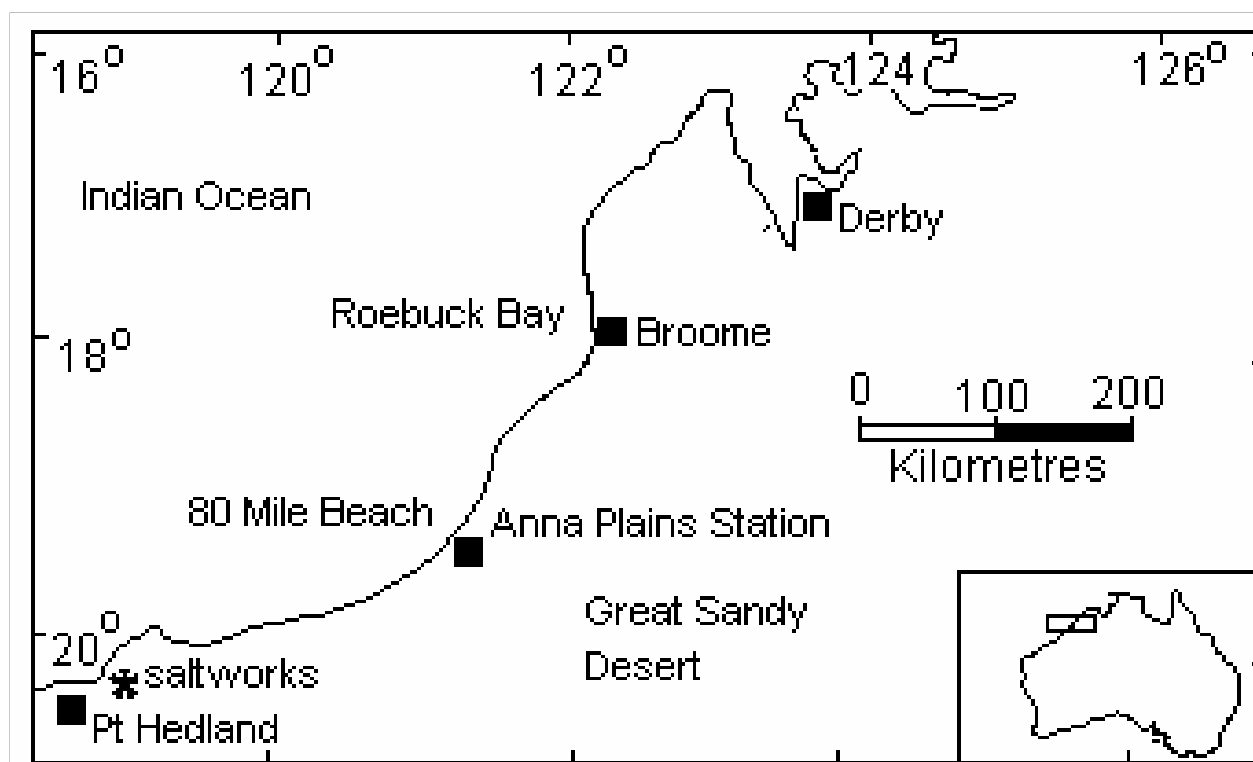 16° 120° 122° 124 126°
Indian Ocean
Derby
Roebuck Bay
Broome
18°
0 100 200
Kilometres
80 Mile Beach
Anna Plains Station
Great Sandy
Desert
20°
saltworks
Pt Hedland